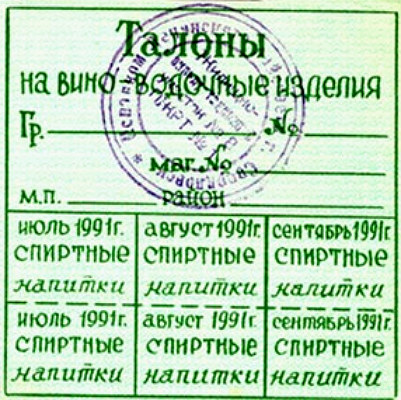 Талоны
на вино-водочные изделия
Гр. №
маг. №
м.п. район
июль 1991г. август 1991г. сентябрь 1991г.
спиртные спиртные спиртные
напитки напитки напитки
июль 1991г. август 1991г. сентябрь 1991г.
спиртные спиртные спиртные
напитки напитки напитки